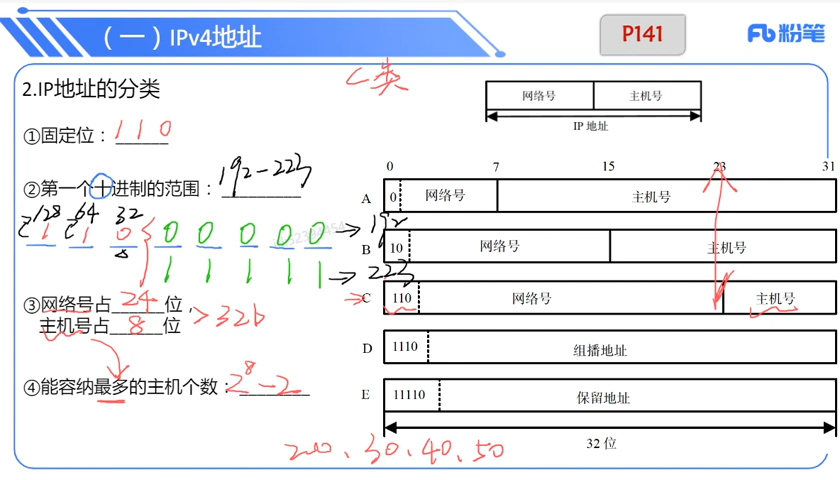 (一)IPv4地址
P141
粉笔
2.IP地址的分类
C类
网络号 主机号
IP 地址
①固定位:110
②第一个十进制的范围:192-223
128 64 32
1 1 0 0 0 0 0 0 → 192
1 1 1 1 1 → 223
③网络号占24位,
主机号占8位
32b
④能容纳最多的主机个数:2⁸-2
200、30、40、50
0 7 15 23 31
A 0 网络号 主机号
B 10 网络号 主机号
C 110 网络号 主机号
D 1110 组播地址
E 11110 保留地址
32 位